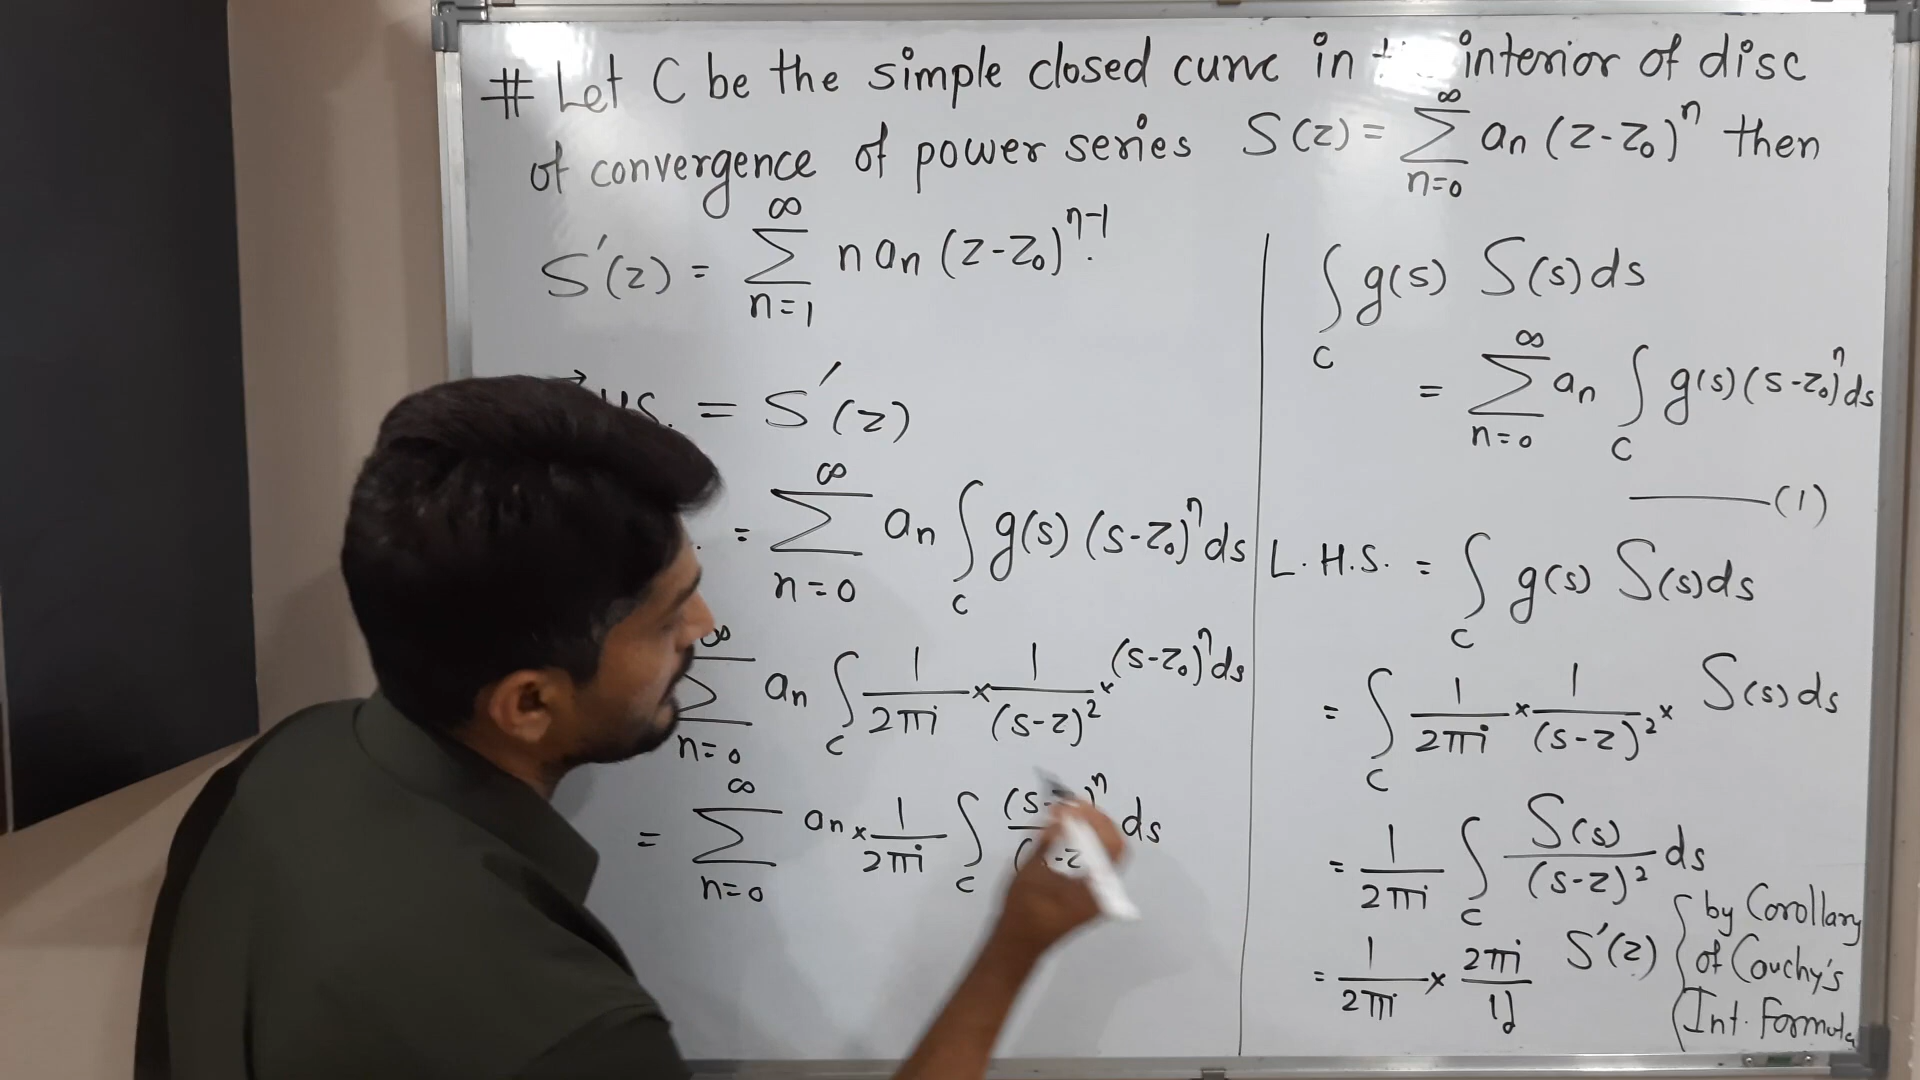 # Let C be the simple closed curve in interior of disc
of convergence of power series S(z) = ∑_{n=0}^{∞} an (z-z₀)^n then
S'(z) = ∑_{n=1}^{∞} n an (z-z₀)^{n-1}.
= S'(z)
= ∑_{n=0}^{∞} an ∫_C g(s) (s-z₀)^n ds
∑_{n=0}^{∞} an ∫_C 1/2πi × 1/(s-z)² × (s-z₀)^n ds
= ∑_{n=0}^{∞} an × 1/2πi ∫_C ds
∫_C g(s) S(s) ds
= ∑_{n=0}^{∞} an ∫_C g(s) (s-z₀)^n ds
——— (1)
L.H.S. = ∫_C g(s) S(s) ds
= ∫_C 1/2πi × 1/(s-z)² × S(s) ds
= 1/2πi ∫_C S(s)/(s-z)² ds
= 1/2πi × 2πi/1! S'(z) { by Corollary
of Cauchy's
Int. Formula